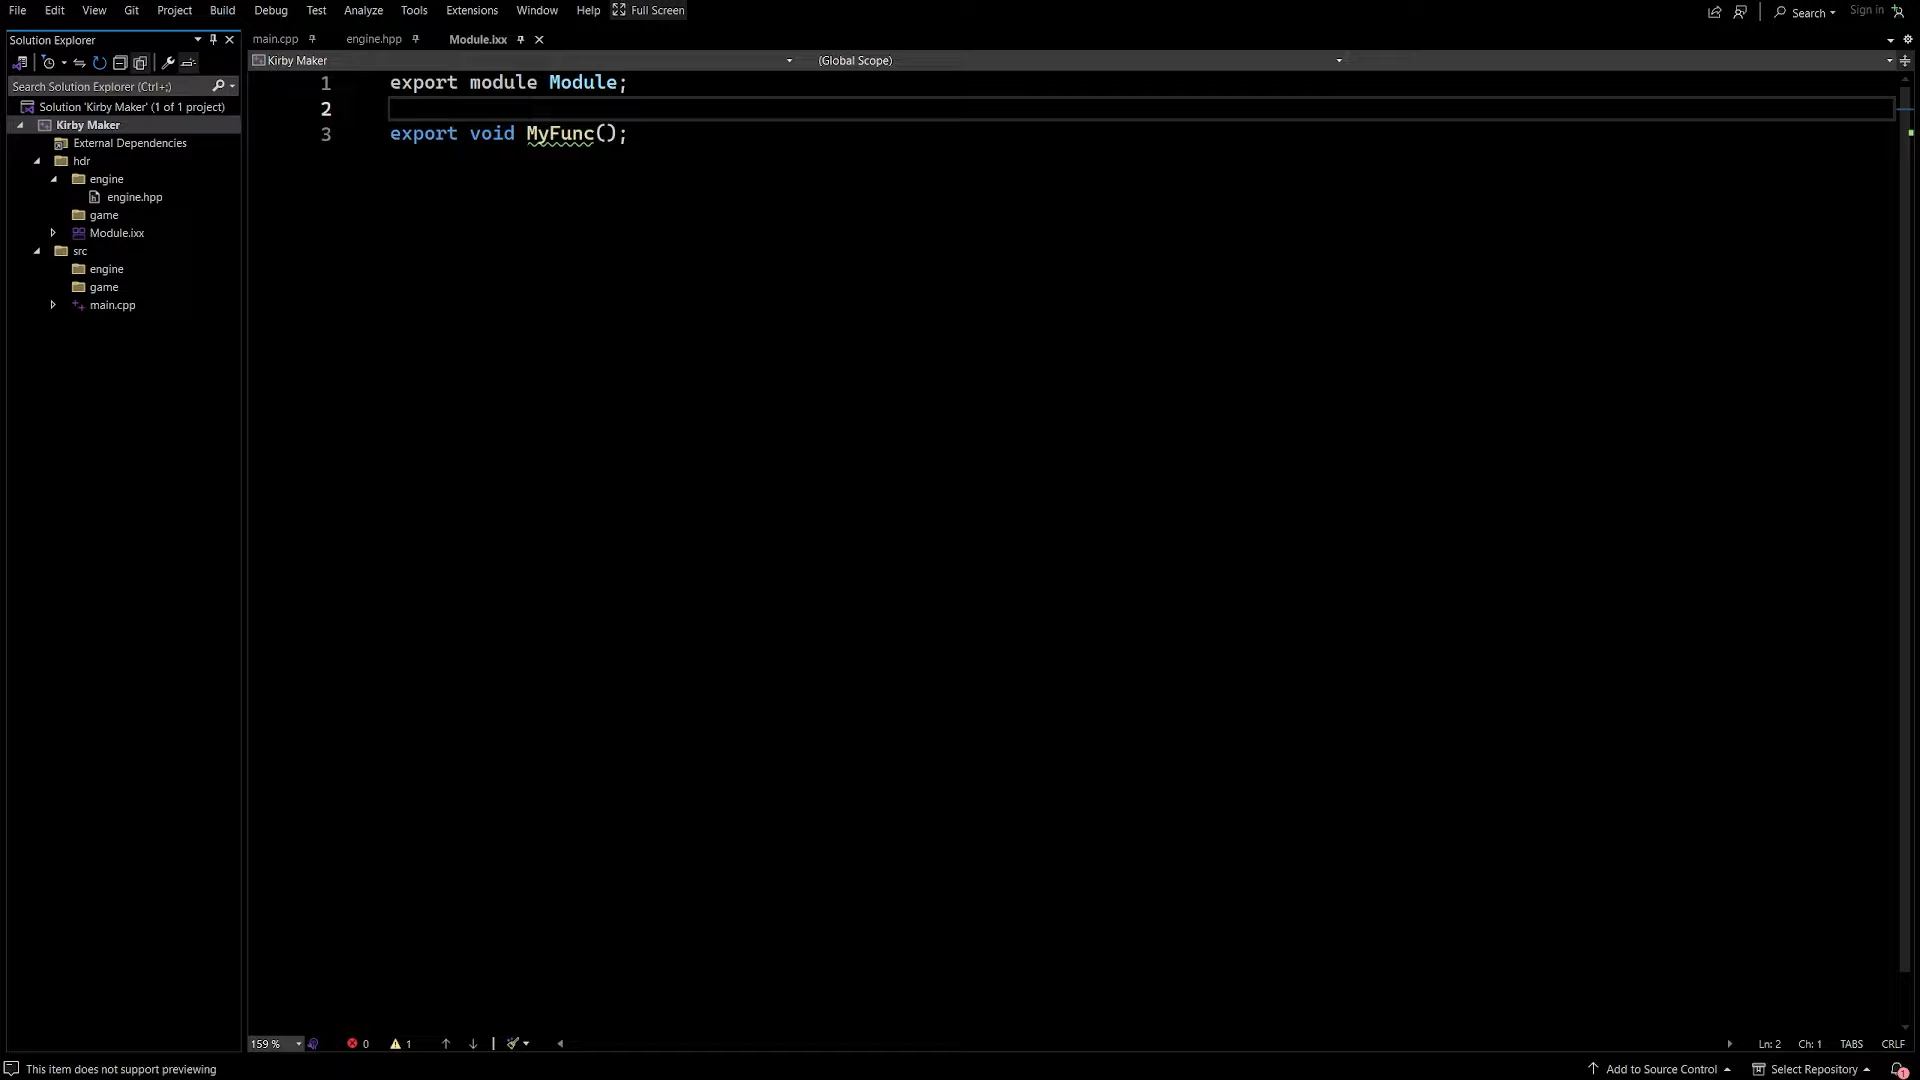 File Edit View Git Project Build Debug Test Analyze Tools Extensions Window Help Full Screen Search Sign in
Solution Explorer
main.cpp engine.hpp Module.ixx
Kirby Maker (Global Scope)
Search Solution Explorer (Ctrl+;)
Solution 'Kirby Maker' (1 of 1 project)
Kirby Maker
External Dependencies
hdr
engine
engine.hpp
game
Module.ixx
src
engine
game
main.cpp
1 export module Module;
2
3 export void MyFunc();
159 % 0 1 Ln: 2 Ch: 1 TABS CRLF
This item does not support previewing Add to Source Control Select Repository 1